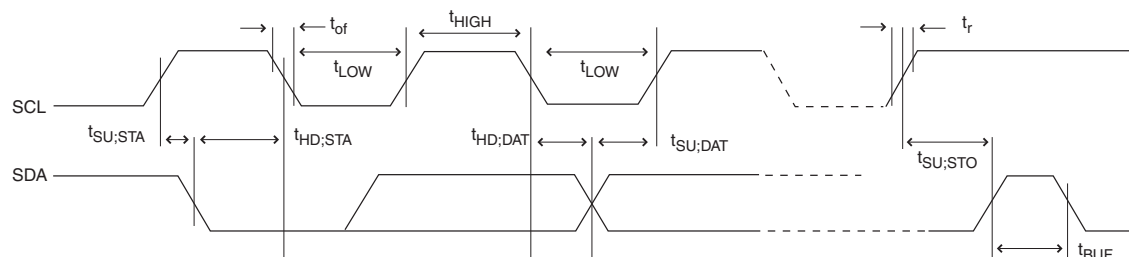 t_of
t_HIGH
t_r
t_LOW
t_LOW
SCL
t_SU;STA
t_HD;STA
t_HD;DAT
t_SU;DAT
t_SU;STO
SDA
t_BUF